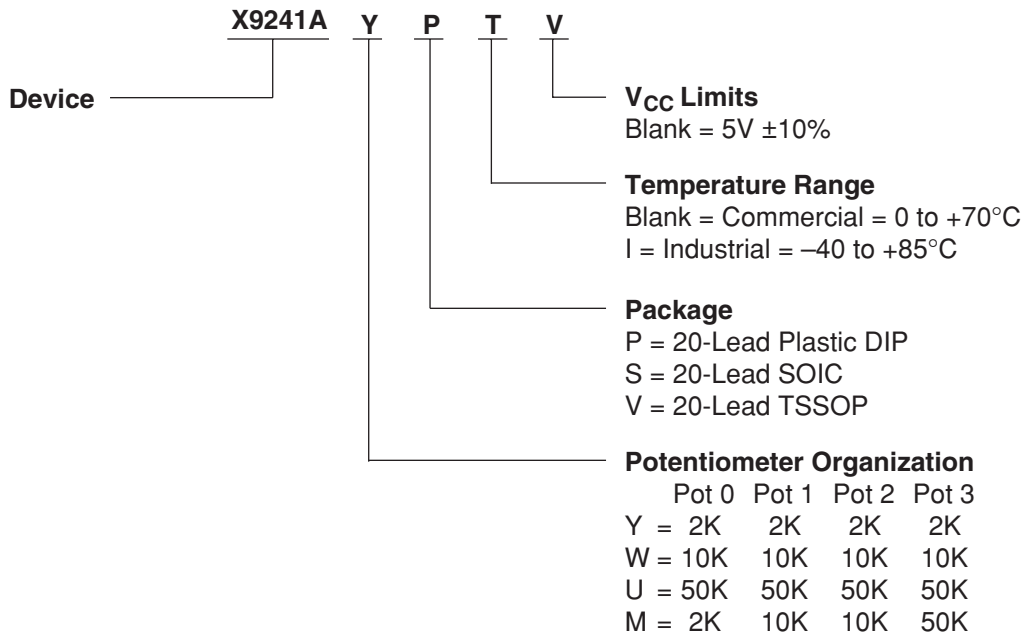 X9241A Y P T V
Device
VCC Limits
Blank = 5V ±10%
Temperature Range
Blank = Commercial = 0 to +70°C
I = Industrial = –40 to +85°C
Package
P = 20-Lead Plastic DIP
S = 20-Lead SOIC
V = 20-Lead TSSOP
Potentiometer Organization
Pot 0 Pot 1 Pot 2 Pot 3
Y = 2K 2K 2K 2K
W = 10K 10K 10K 10K
U = 50K 50K 50K 50K
M = 2K 10K 10K 50K